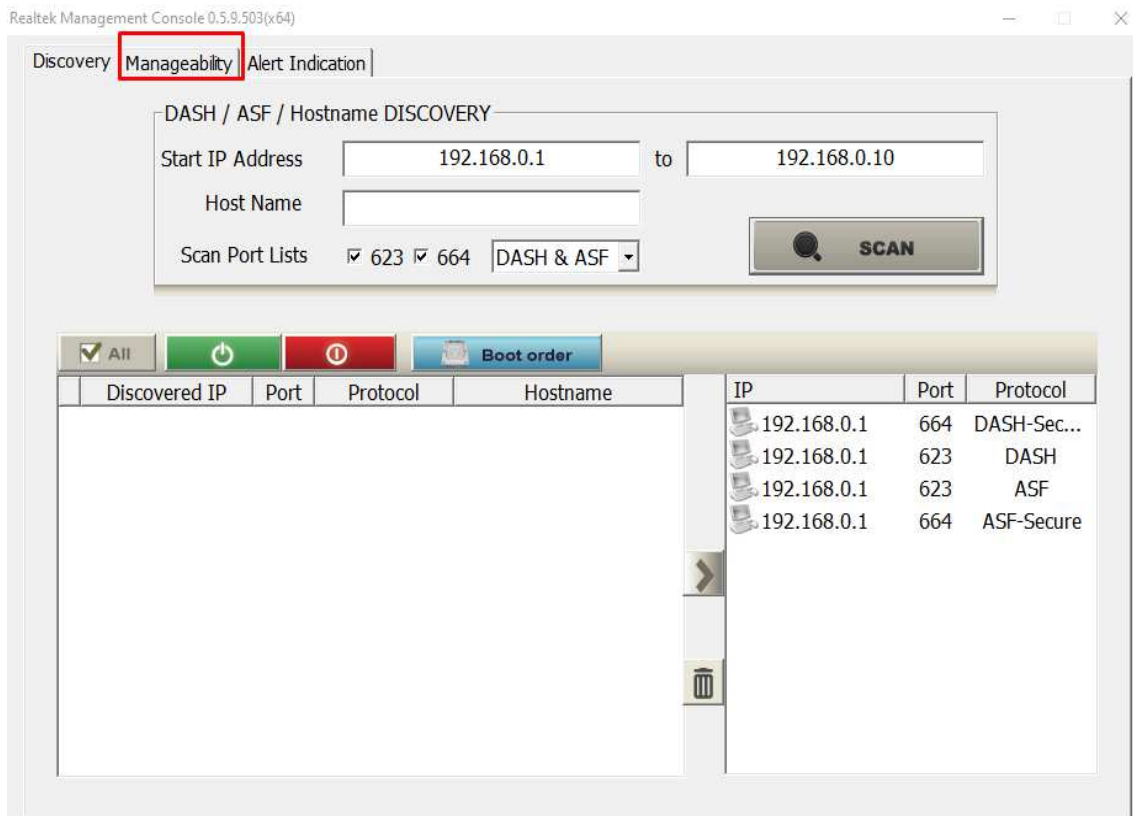 Realtek Management Console 0.5.9.503(x64)
Discovery Manageability Alert Indication
DASH / ASF / Hostname DISCOVERY
Start IP Address 192.168.0.1 to 192.168.0.10
Host Name
Scan Port Lists 623 664 DASH & ASF SCAN
All Boot order
Discovered IP Port Protocol Hostname IP Port Protocol
192.168.0.1 664 DASH-Sec...
192.168.0.1 623 DASH
192.168.0.1 623 ASF
192.168.0.1 664 ASF-Secure